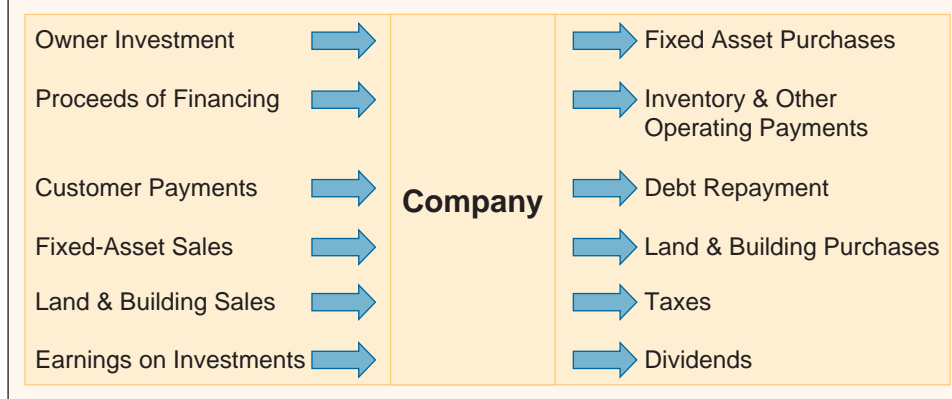 Owner Investment
Proceeds of Financing
Customer Payments
Fixed-Asset Sales
Land & Building Sales
Earnings on Investments
Company
Fixed Asset Purchases
Inventory & Other
Operating Payments
Debt Repayment
Land & Building Purchases
Taxes
Dividends